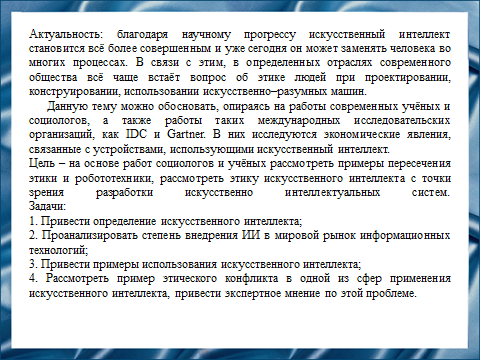 Актуальность: благодаря научному прогрессу искусственный интеллект
становится всё более совершенным и уже сегодня он может заменять человека во
многих процессах. В связи с этим, в определенных отраслях современного
общества всё чаще встаёт вопрос об этике людей при проектировании,
конструировании, использовании искусственно–разумных машин.
Данную тему можно обосновать, опираясь на работы современных учёных и
социологов, а также работы таких международных исследовательских
организаций, как IDC и Gartner. В них исследуются экономические явления,
связанные с устройствами, использующими искусственный интеллект.
Цель – на основе работ социологов и учёных рассмотреть примеры пересечения
этики и робототехники, рассмотреть этику искусственного интеллекта с точки
зрения разработки искусственно интеллектуальных систем.
Задачи:
1. Привести определение искусственного интеллекта;
2. Проанализировать степень внедрения ИИ в мировой рынок информационных
технологий;
3. Привести примеры использования искусственного интеллекта;
4. Рассмотреть пример этического конфликта в одной из сфер применения
искусственного интеллекта, привести экспертное мнение по этой проблеме.